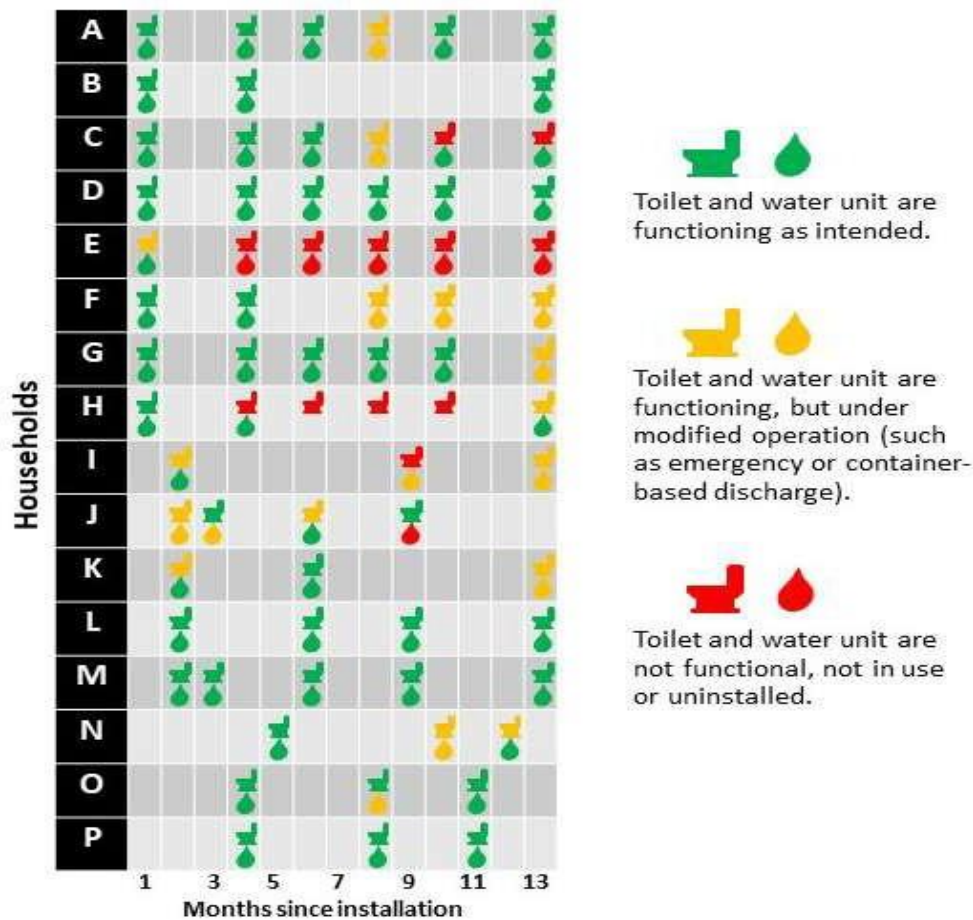 A
B
C
D
E
F
G
H
I
J
K
L
M
N
O
P
Households
1 3 5 7 9 11 13
Months since installation
Toilet and water unit are
functioning as intended.
Toilet and water unit are
functioning, but under
modified operation (such
as emergency or container-
based discharge).
Toilet and water unit are
not functional, not in use
or uninstalled.